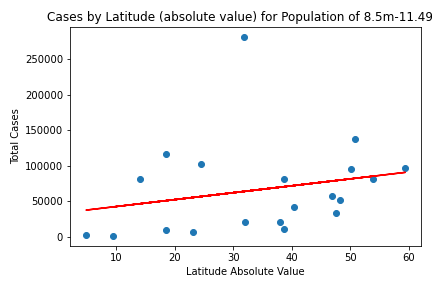 Cases by Latitude (absolute value) for Population of 8.5m-11.49
250000
200000
150000
100000
50000
0
Total Cases
10 20 30 40 50 60
Latitude Absolute Value